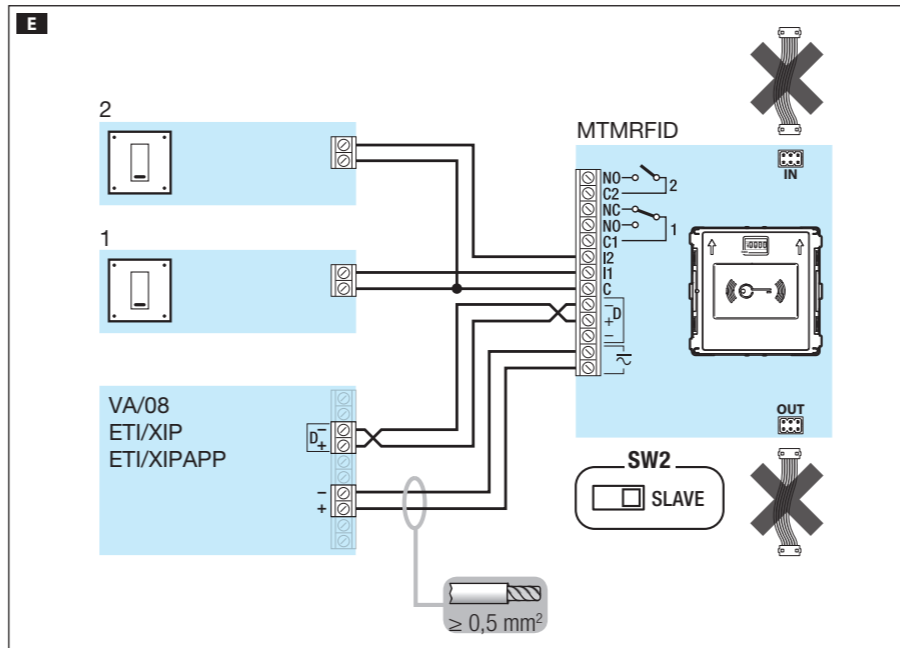 E
2
1
MTMRFID
IN
NO
C2
2
NC
NO
1
C1
I2
I1
C
–
D
+
–
VA/08
ETI/XIP
ETI/XIPAPP
D
–
+
–
+
OUT
SW2
SLAVE
≥ 0,5 mm²